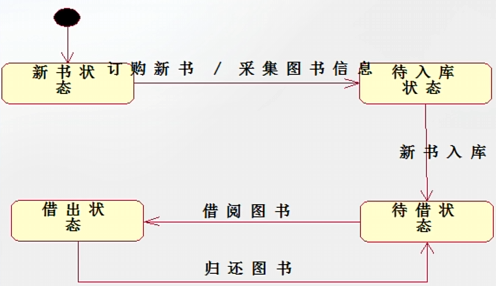 新书状态
订购新书 / 采集图书信息
待入库状态
新书入库
借出状态
借阅图书
待借状态
归还图书